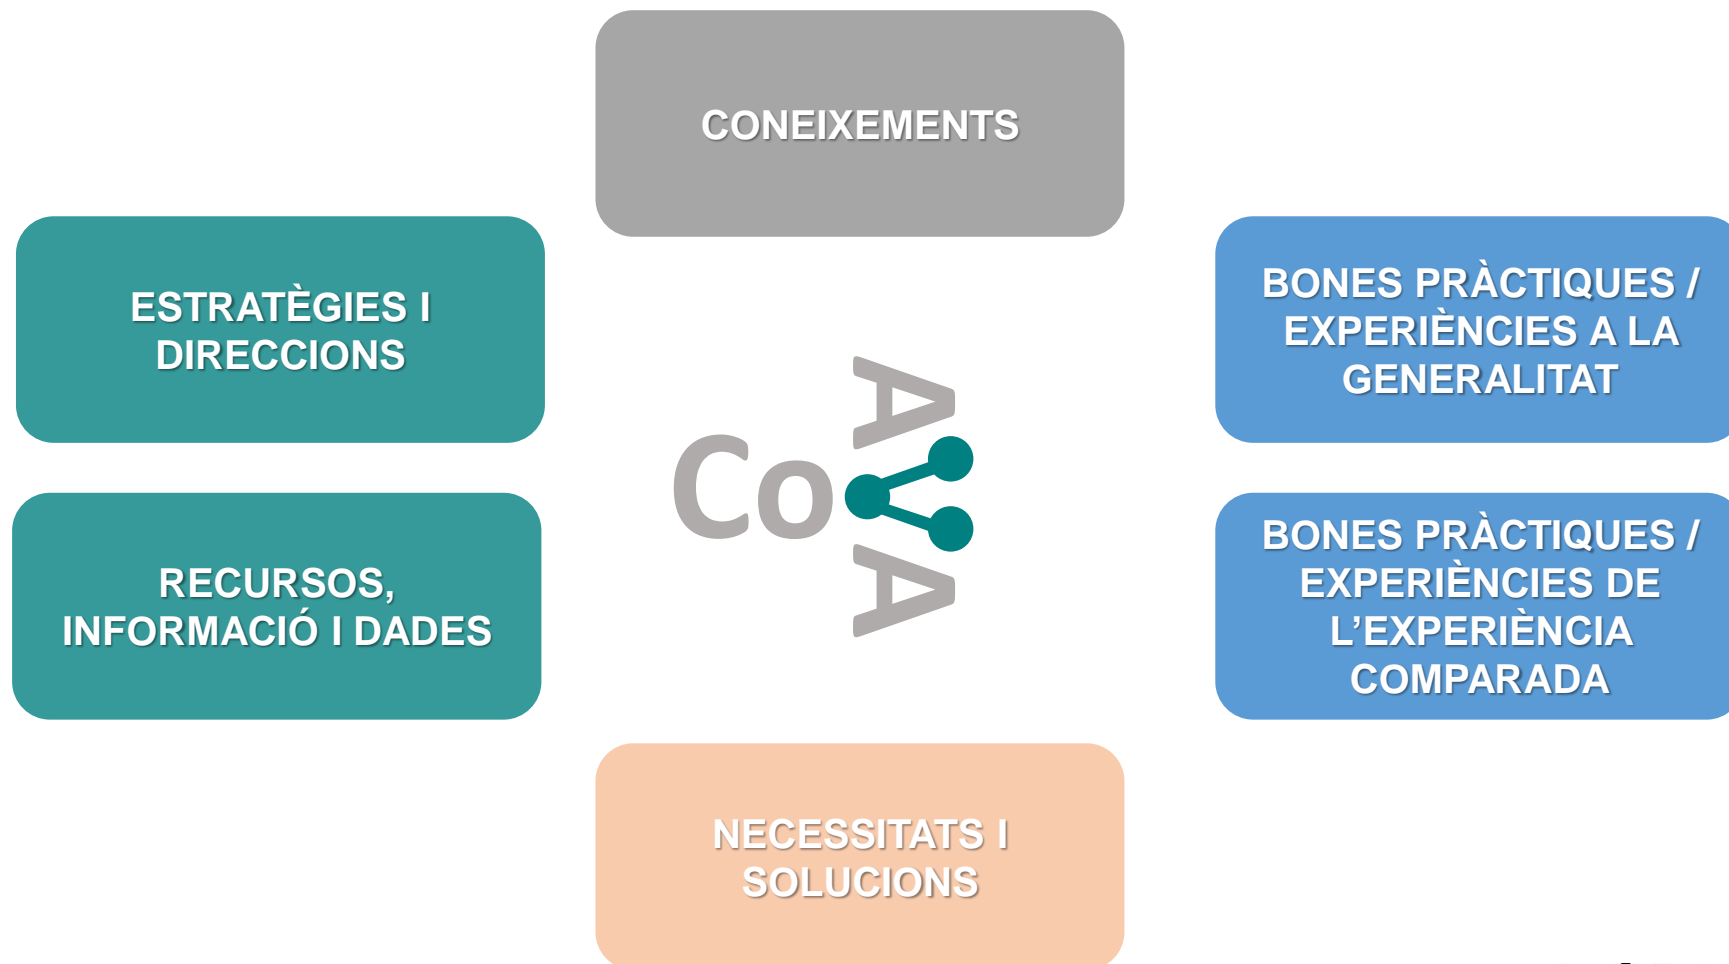 CONEIXEMENTS
ESTRATÈGIES I
DIRECCIONS
BONES PRÀCTIQUES /
EXPERIÈNCIES A LA
GENERALITAT
Co
A
A
RECURSOS,
INFORMACIÓ I DADES
BONES PRÀCTIQUES /
EXPERIÈNCIES DE
L’EXPERIÈNCIA
COMPARADA
NECESSITATS I
SOLUCIONS